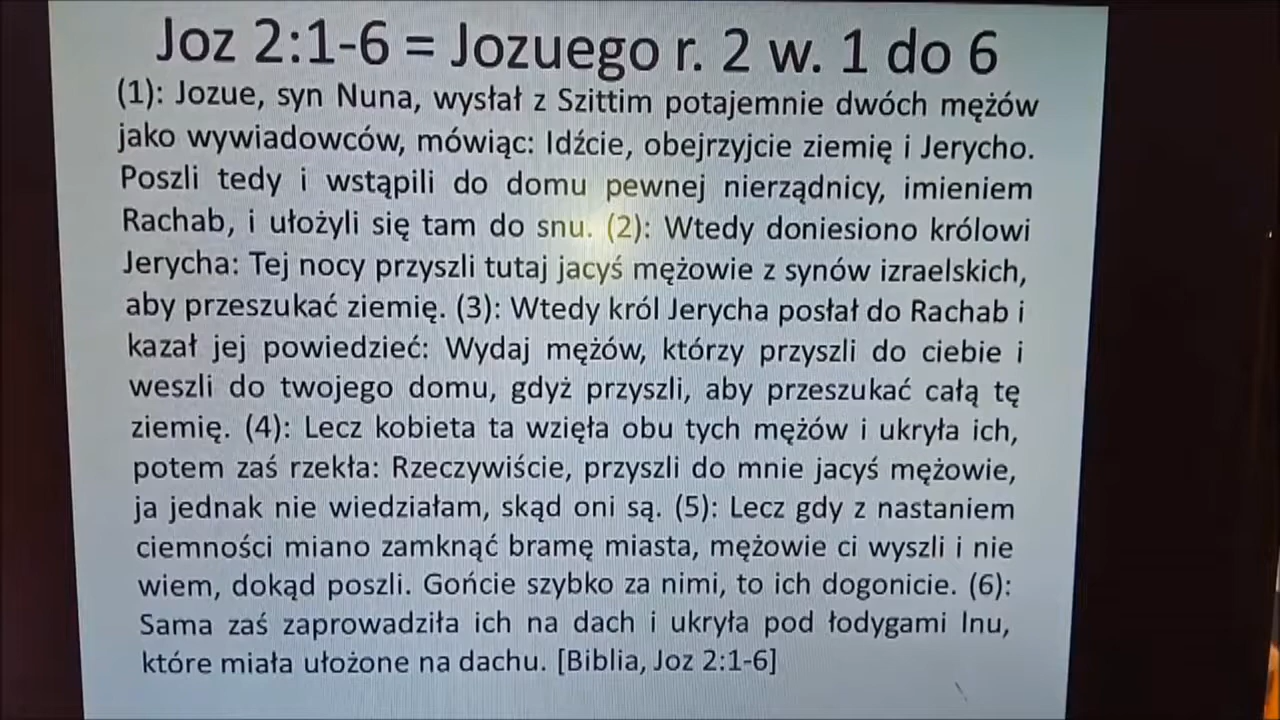 Joz 2:1-6 = Jozuego r. 2 w. 1 do 6
(1): Jozue, syn Nuna, wysłał z Szittim potajemnie dwóch mężów
jako wywiadowców, mówiąc: Idźcie, obejrzyjcie ziemię i Jerycho.
Poszli tedy i wstąpili do domu pewnej nierządnicy, imieniem
Rachab, i ułożyli się tam do snu. (2): Wtedy doniesiono królowi
Jerycha: Tej nocy przyszli tutaj jacyś mężowie z synów izraelskich,
aby przeszukać ziemię. (3): Wtedy król Jerycha posłał do Rachab i
kazał jej powiedzieć: Wydaj mężów, którzy przyszli do ciebie i
weszli do twojego domu, gdyż przyszli, aby przeszukać całą tę
ziemię. (4): Lecz kobieta ta wzięła obu tych mężów i ukryła ich,
potem zaś rzekła: Rzeczywiście, przyszli do mnie jacyś mężowie,
ja jednak nie wiedziałam, skąd oni są. (5): Lecz gdy z nastaniem
ciemności miano zamknąć bramę miasta, mężowie ci wyszli i nie
wiem, dokąd poszli. Gońcie szybko za nimi, to ich dogonicie. (6):
Sama zaś zaprowadziła ich na dach i ukryła pod łodygami lnu,
które miała ułożone na dachu. [Biblia, Joz 2:1-6]